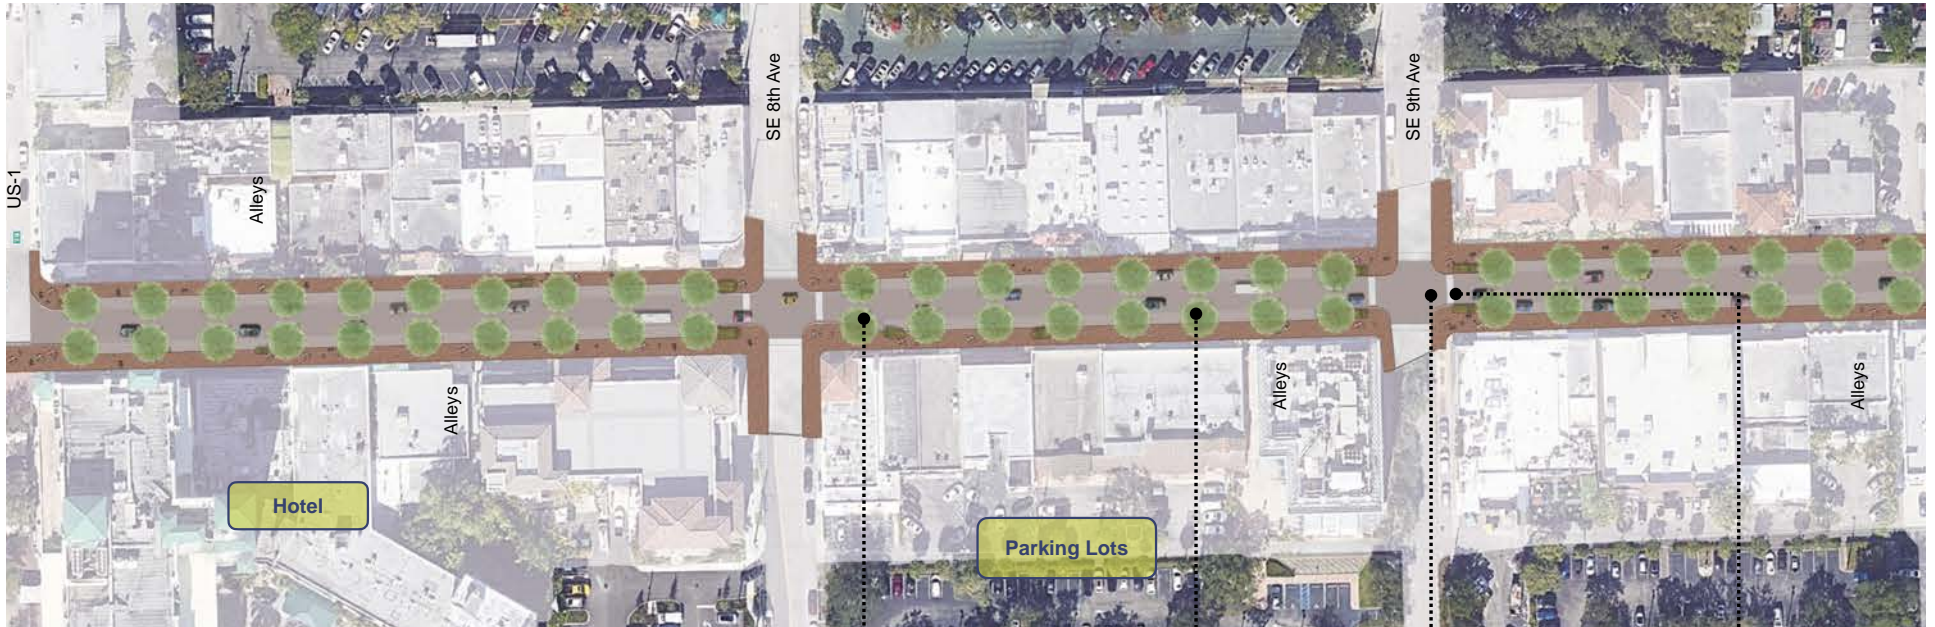 SE 8th Ave
SE 9th Ave
US-1
Alleys
Alleys
Alleys
Alleys
Hotel
Parking Lots